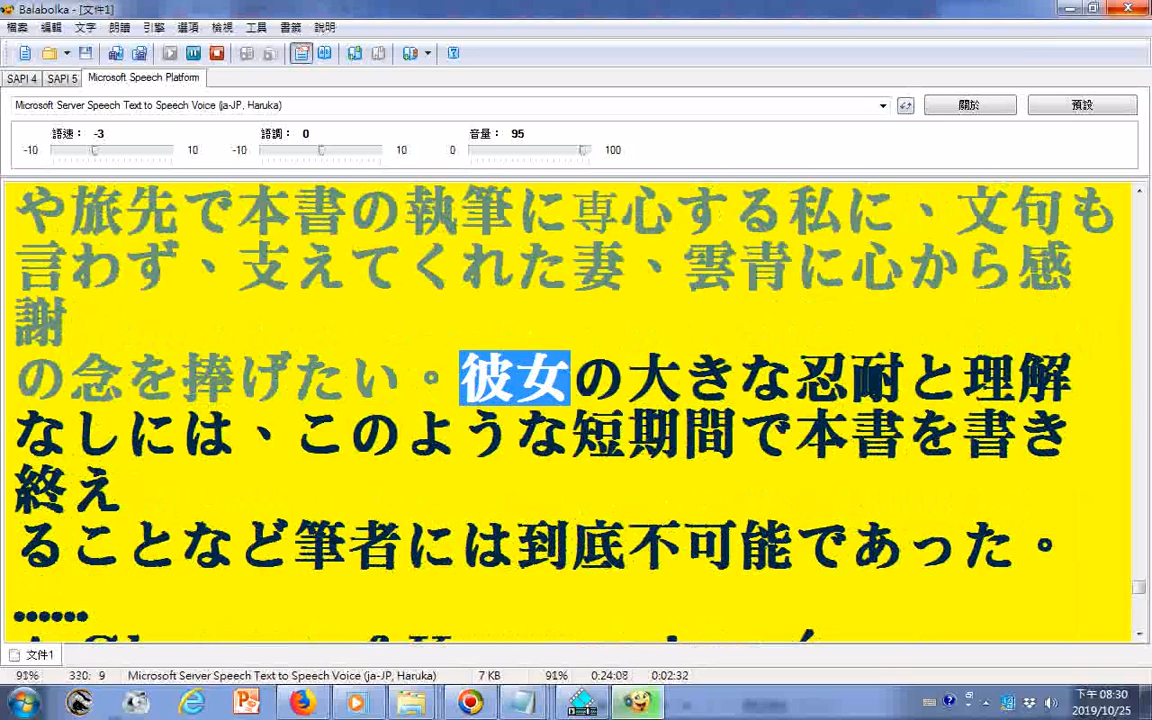 Balabolka - [文件1]
檔案 編輯 文字 朗讀 引擎 選項 檢視 工具 書籤 說明
SAPI 4 SAPI 5 Microsoft Speech Platform
Microsoft Server Speech Text to Speech Voice (ja-JP, Haruka) 關於 預設
語速： -3 語調： 0 音量： 95
-10 10 -10 10 0 100
や旅先で本書の執筆に専心する私に、文句も
言わず、支えてくれた妻、雲青に心から感
謝
の念を捧げたい。彼女の大きな忍耐と理解
なしには、このような短期間で本書を書き
終え
ることなど筆者には到底不可能であった。
......
文件1
91% 330: 9 Microsoft Server Speech Text to Speech Voice (ja-JP, Haruka) 7 KB 91% 0:24:08 0:02:32
下午 08:30
2019/10/25